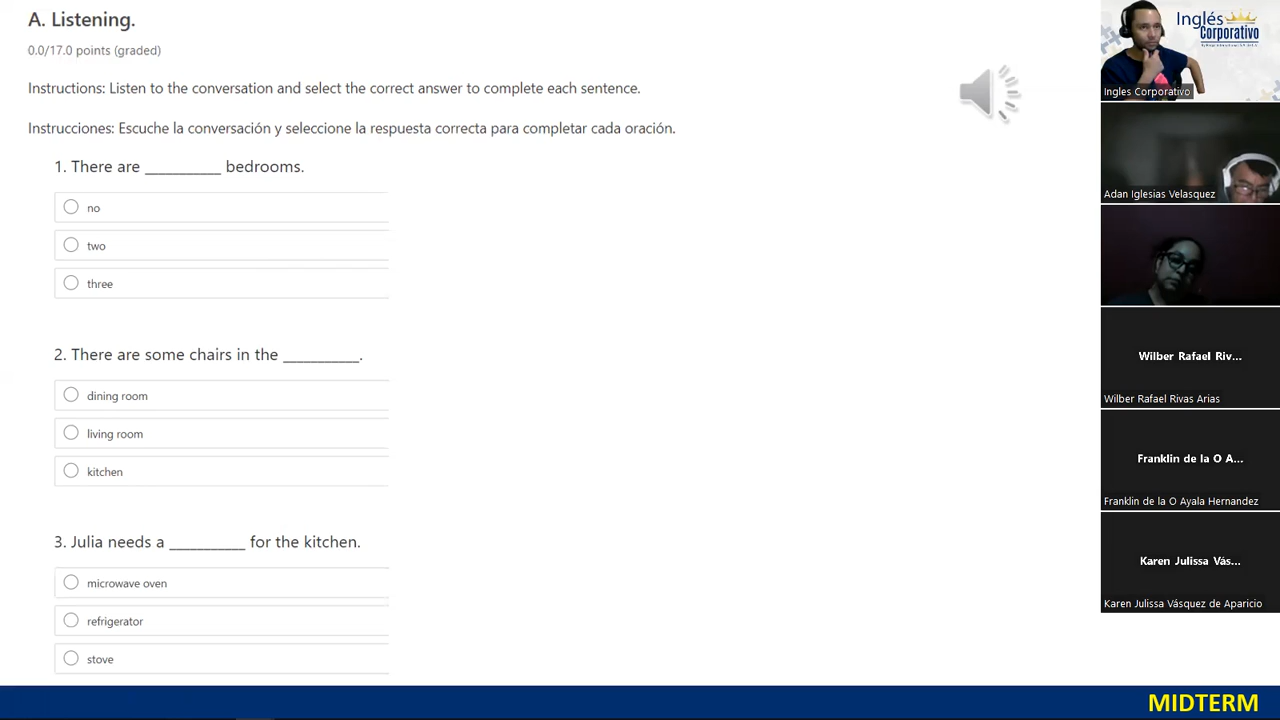 A. Listening.
0.0/17.0 points (graded)
Instructions: Listen to the conversation and select the correct answer to complete each sentence.
Instrucciones: Escuche la conversación y seleccione la respuesta correcta para completar cada oración.
1. There are ___________ bedrooms.
no
two
three
2. There are some chairs in the ___________.
dining room
living room
kitchen
3. Julia needs a ___________ for the kitchen.
microwave oven
refrigerator
stove
MIDTERM
Inglés
Corporativo
Ingles Corporativo
Adan Iglesias Velasquez
Wilber Rafael Riv...
Wilber Rafael Rivas Arias
Franklin de la O A...
Franklin de la O Ayala Hernandez
Karen Julissa Vás...
Karen Julissa Vásquez de Aparicio